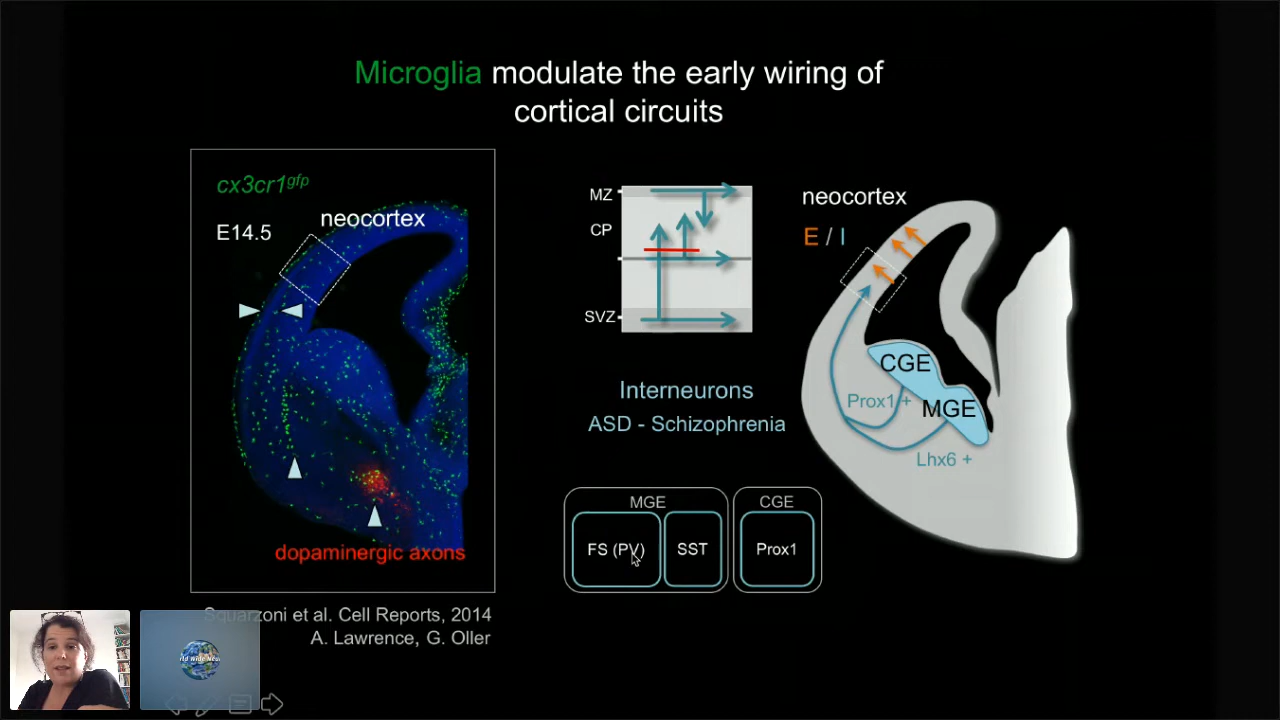 Microglia modulate the early wiring of
cortical circuits
cx3cr1gfp
E14.5
neocortex
dopaminergic axons
Squarzoni et al. Cell Reports, 2014
A. Lawrence, G. Oller
MZ
CP
SVZ
Interneurons
ASD - Schizophrenia
MGE
FS (PV)
SST
CGE
Prox1
neocortex
E / I
CGE
Prox1 +
MGE
Lhx6 +